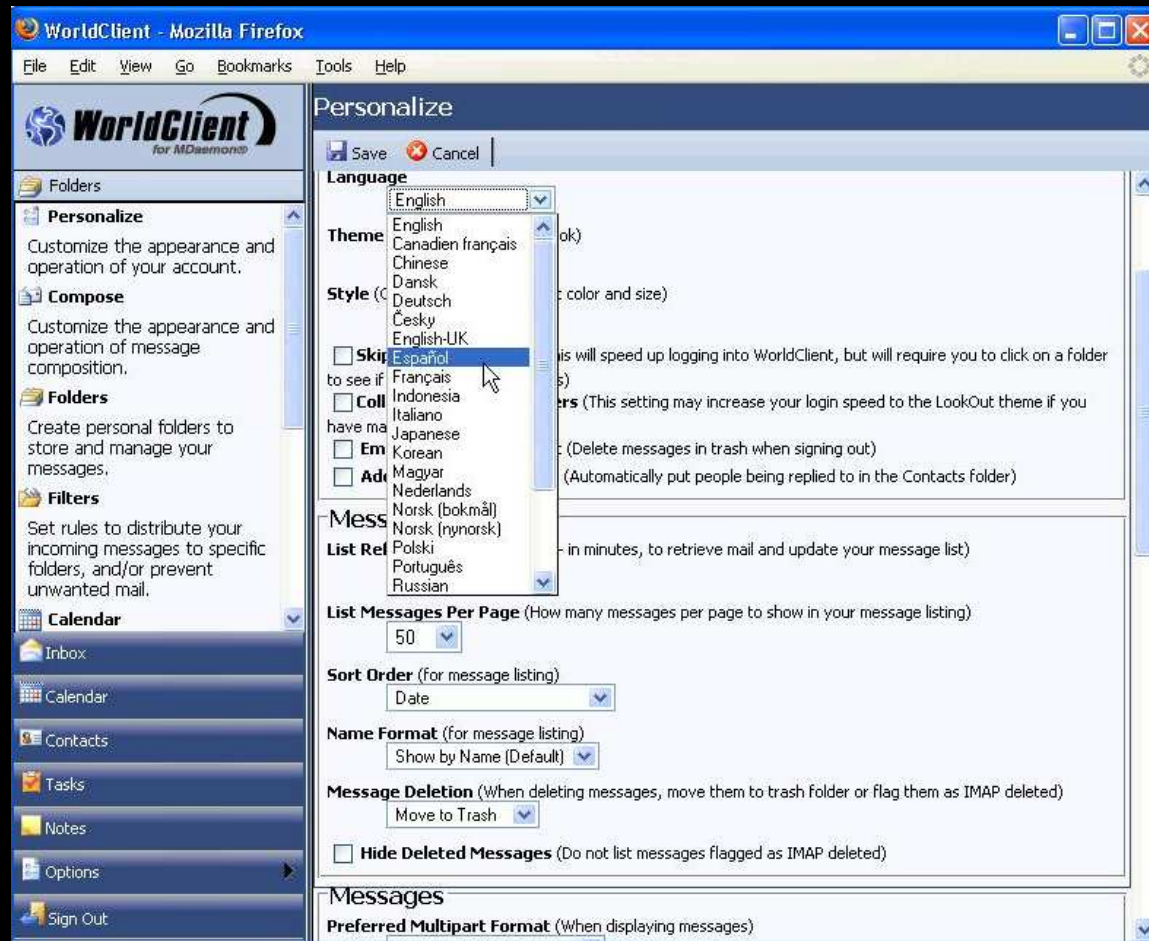 WorldClient - Mozilla Firefox
File Edit View Go Bookmarks Tools Help
WorldClient
for MDaemon®
Folders
Personalize
Customize the appearance and
operation of your account.
Compose
Customize the appearance and
operation of message
composition.
Folders
Create personal folders to
store and manage your
messages.
Filters
Set rules to distribute your
incoming messages to specific
folders, and/or prevent
unwanted mail.
Calendar
Inbox
Calendar
Contacts
Tasks
Notes
Options
Sign Out
Personalize
Save Cancel
Language
English
English
Canadien français
Chinese
Dansk
Deutsch
Česky
English-UK
Español
Français
Indonesia
Italiano
Japanese
Korean
Magyar
Nederlands
Norsk (bokmål)
Norsk (nynorsk)
Polski
Português
Russian
Theme ok)
Style color and size)
will speed up logging into WorldClient, but will require you to click on a folder
to see if
(This setting may increase your login speed to the LookOut theme if you
have
(Delete messages in trash when signing out)
(Automatically put people being replied to in the Contacts folder)
List - in minutes, to retrieve mail and update your message list)
List Messages Per Page (How many messages per page to show in your message listing)
50
Sort Order (for message listing)
Date
Name Format (for message listing)
Show by Name (Default)
Message Deletion (When deleting messages, move them to trash folder or flag them as IMAP deleted)
Move to Trash
Hide Deleted Messages (Do not list messages flagged as IMAP deleted)
Messages
Preferred Multipart Format (When displaying messages)